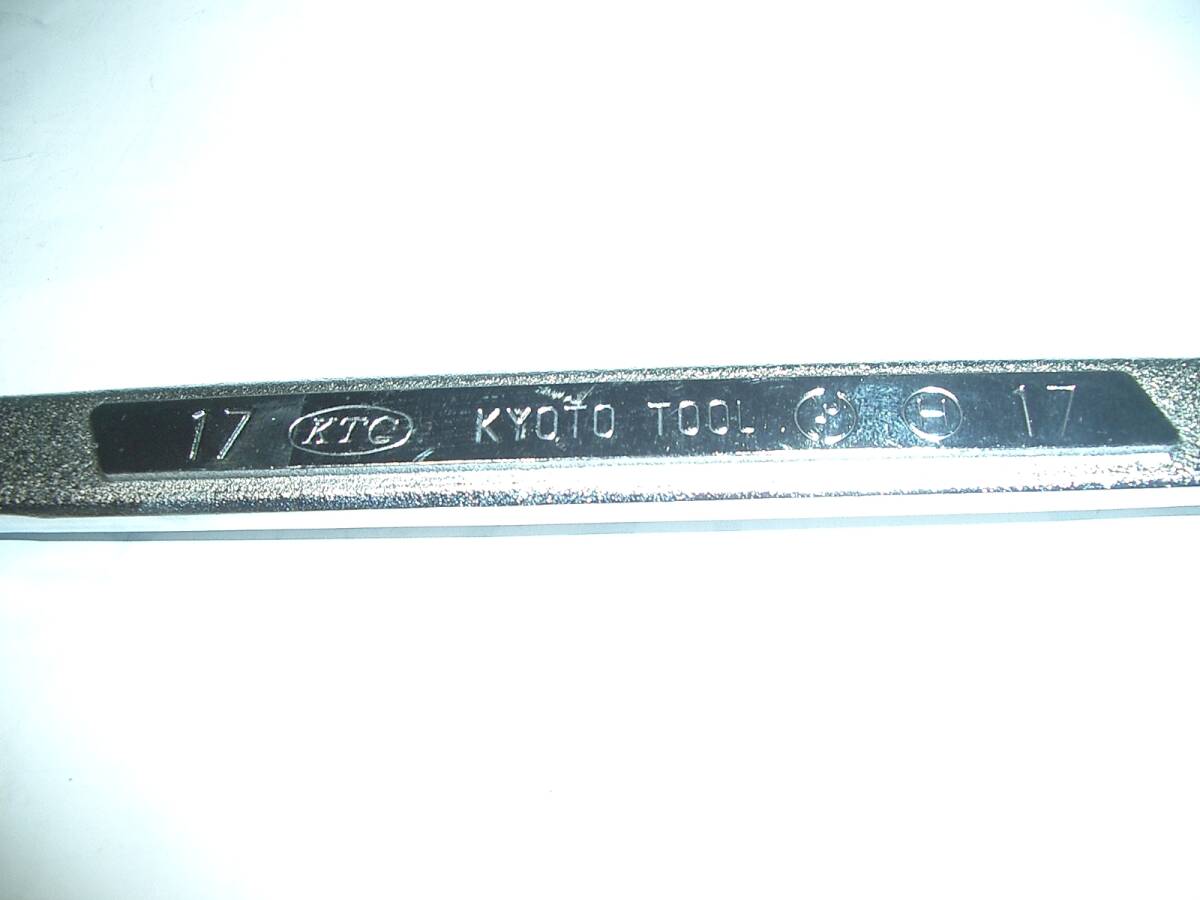 17 KTC KYOTO TOOL H 17